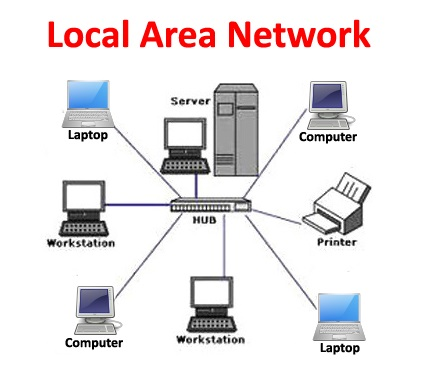 Local Area Network
Server
Laptop
Computer
HUB
Workstation
Printer
Computer
Workstation
Laptop